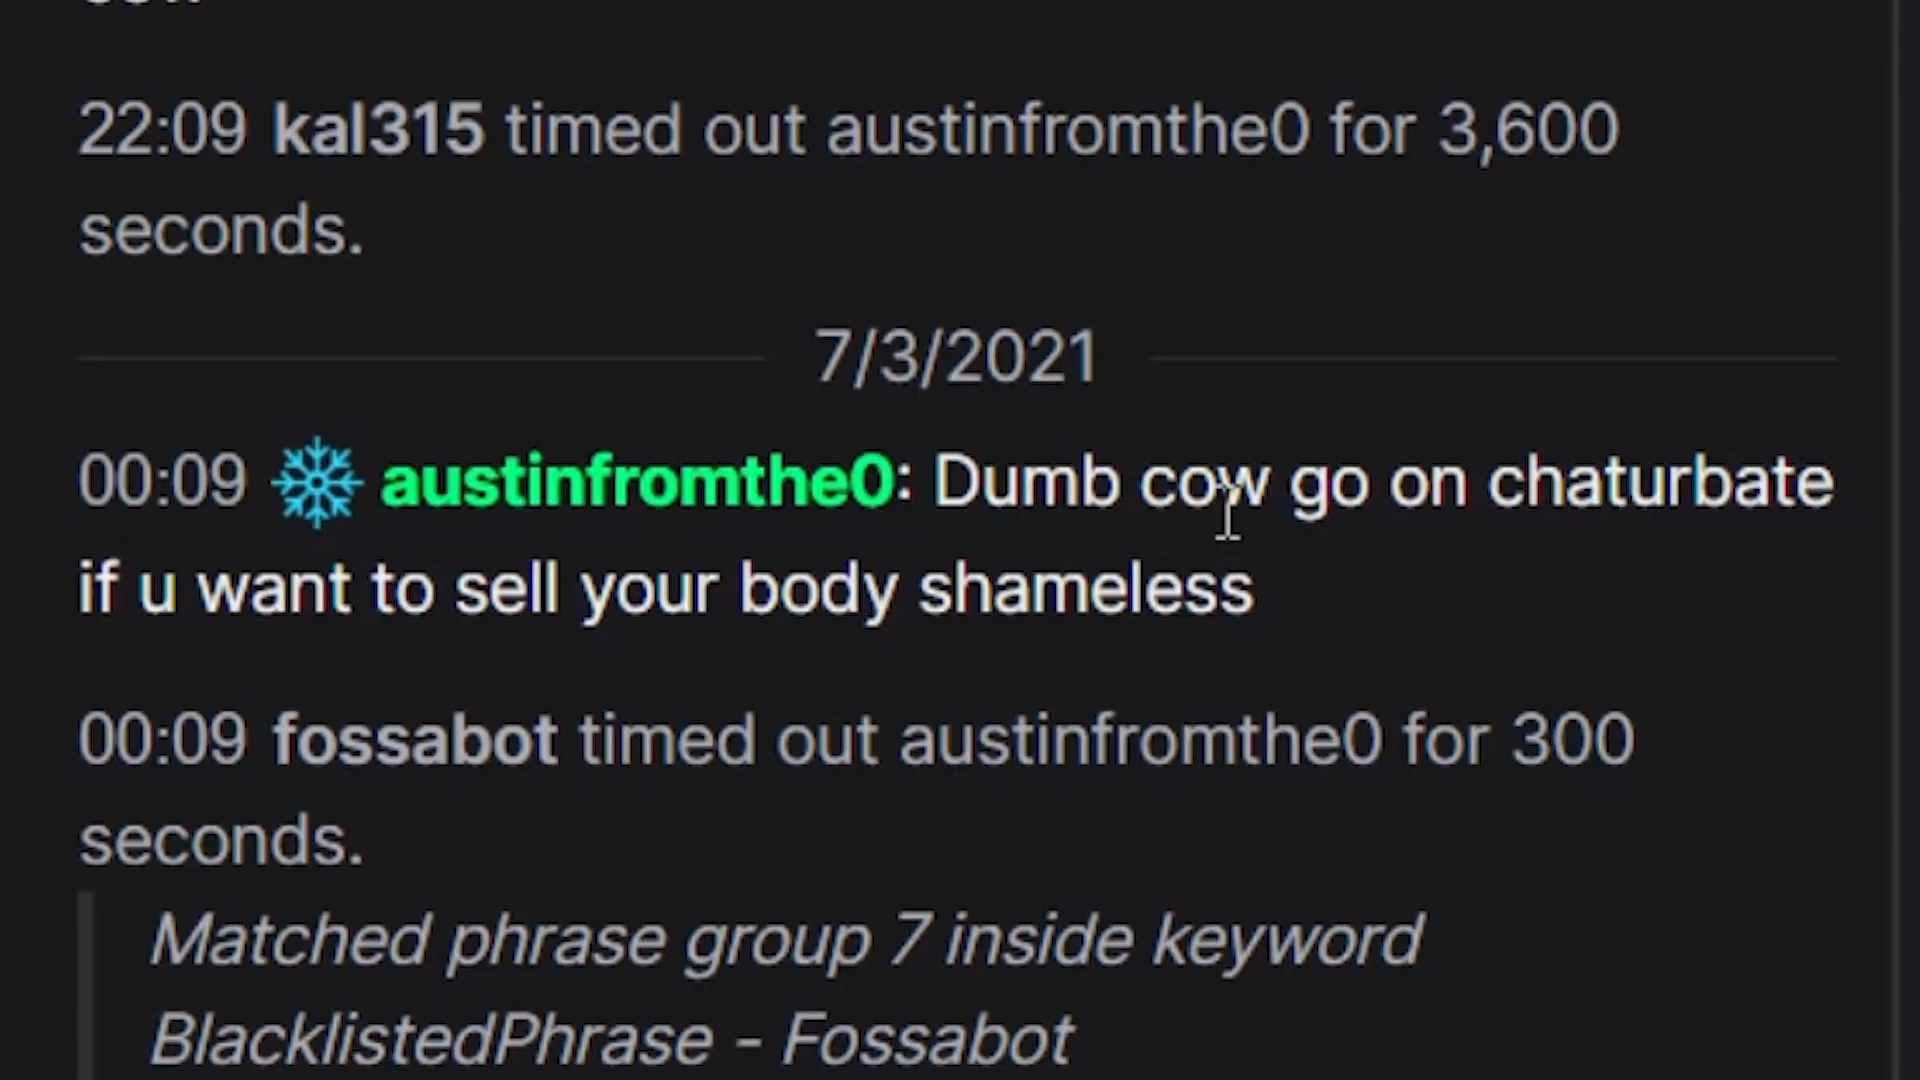 22:09 kal315 timed out austinfromthe0 for 3,600
seconds.
7/3/2021
00:09 austinfromthe0: Dumb cow go on chaturbate
if u want to sell your body shameless
00:09 fossabot timed out austinfromthe0 for 300
seconds.
Matched phrase group 7 inside keyword
BlacklistedPhrase - Fossabot